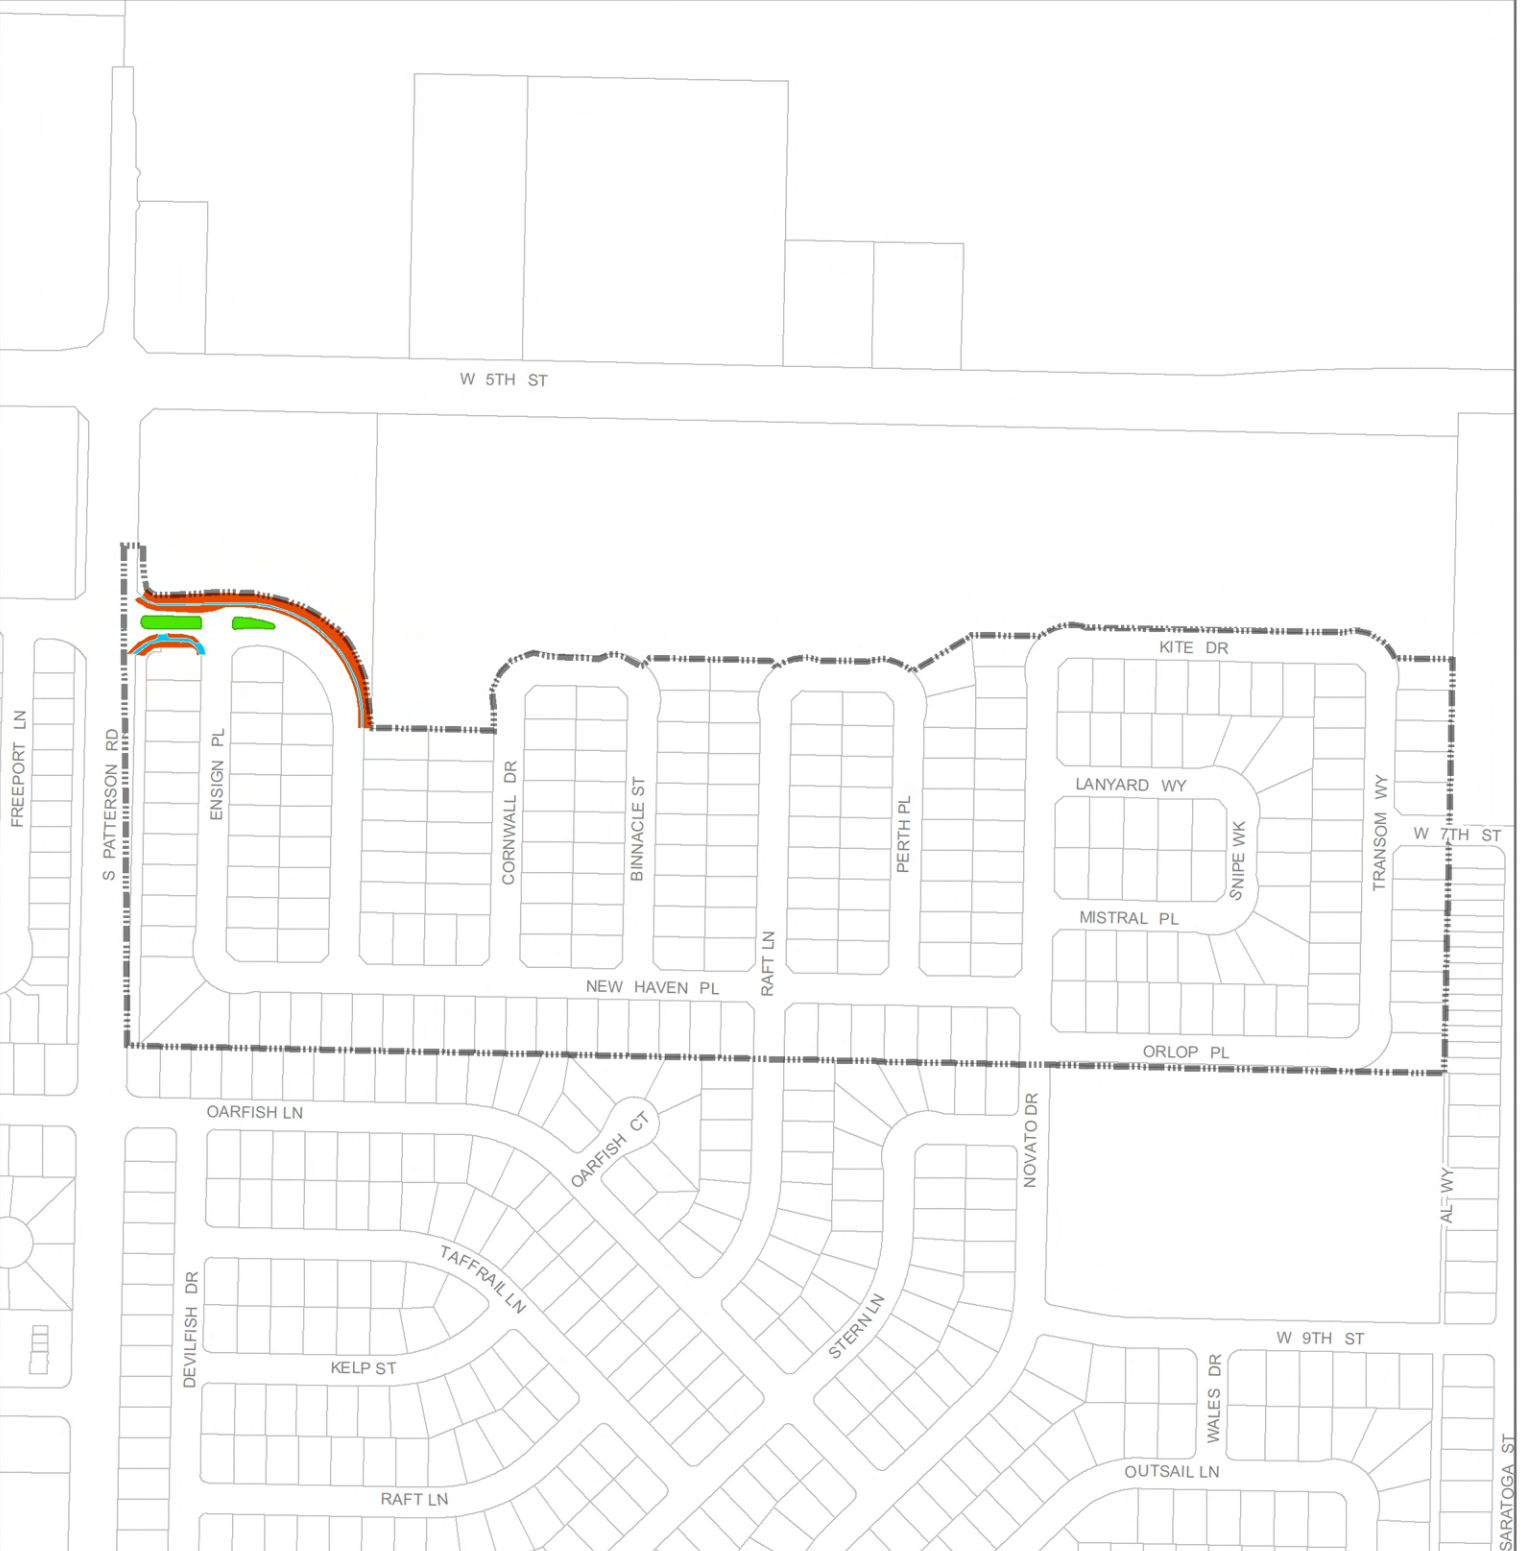 W 5TH ST
KITE DR
FREEPORT LN
S PATTERSON RD
ENSIGN PL
CORNWALL DR
BINNACLE ST
PERTH PL
LANYARD WY
SNIPE WK
TRANSOM WY
W 7TH ST
MISTRAL PL
RAFT LN
NEW HAVEN PL
ORLOP PL
OARFISH LN
OARFISH CT
NOVATO DR
AL WY
TAFFRAIL LN
DEVILFISH DR
STERN LN
W 9TH ST
KELP ST
WALES DR
OUTSAIL LN
RAFT LN
SARATOGA ST